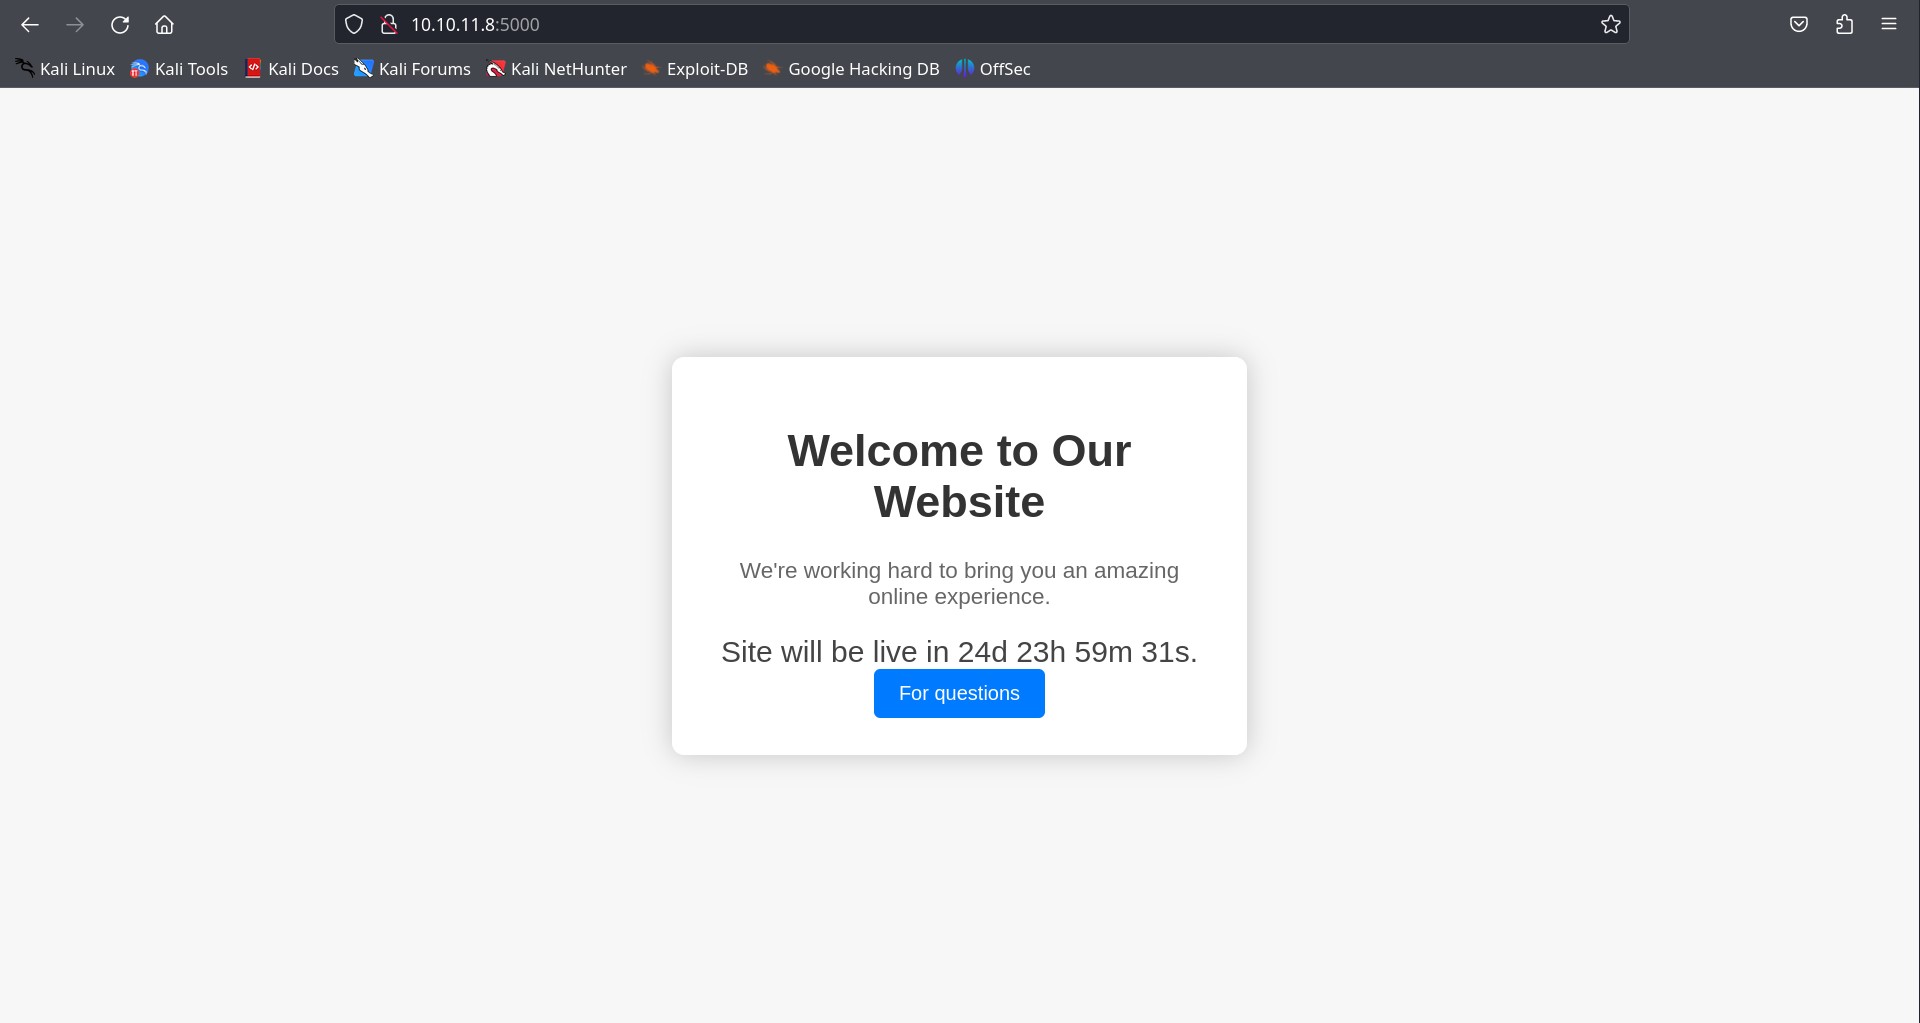 10.10.11.8:5000
Kali Linux Kali Tools Kali Docs Kali Forums Kali NetHunter Exploit-DB Google Hacking DB OffSec
Welcome to Our
Website
We're working hard to bring you an amazing
online experience.
Site will be live in 24d 23h 59m 31s.
For questions